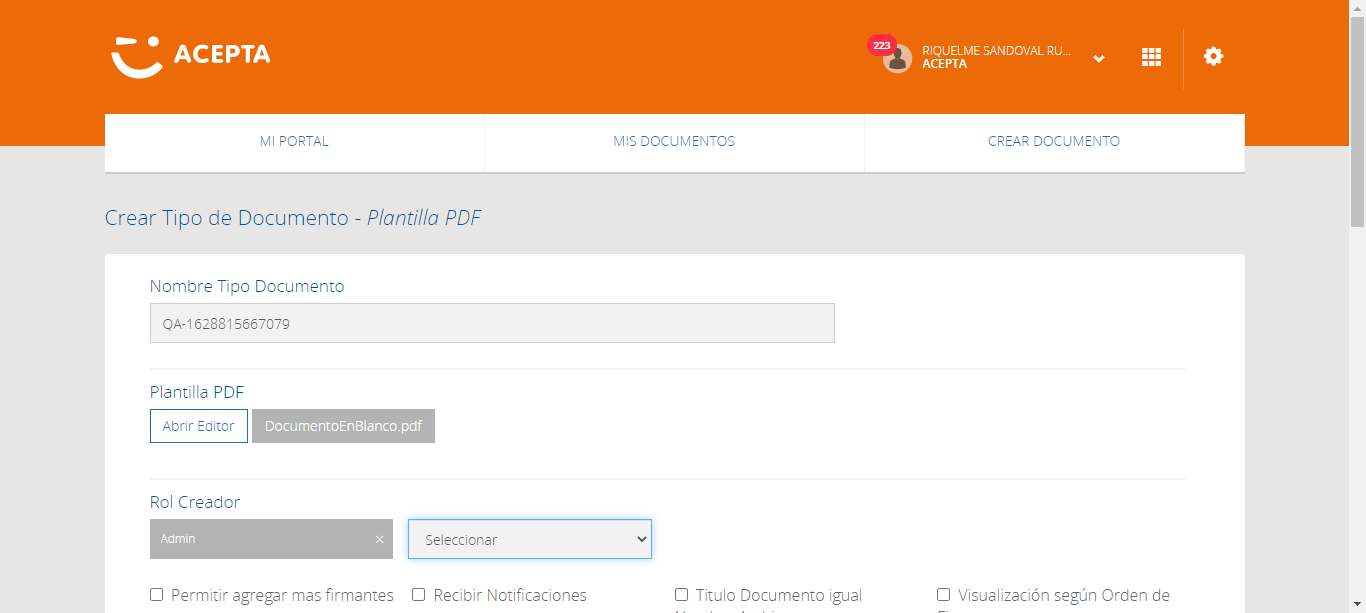 ACEPTA
223
RIQUELME SANDOVAL RU...
ACEPTA
MI PORTAL
MIS DOCUMENTOS
CREAR DOCUMENTO
Crear Tipo de Documento - Plantilla PDF
Nombre Tipo Documento
QA-1628815667079
Plantilla PDF
Abrir Editor
DocumentoEnBlanco.pdf
Rol Creador
Admin ×
Seleccionar
Permitir agregar mas firmantes
Recibir Notificaciones
Titulo Documento igual
Visualización según Orden de